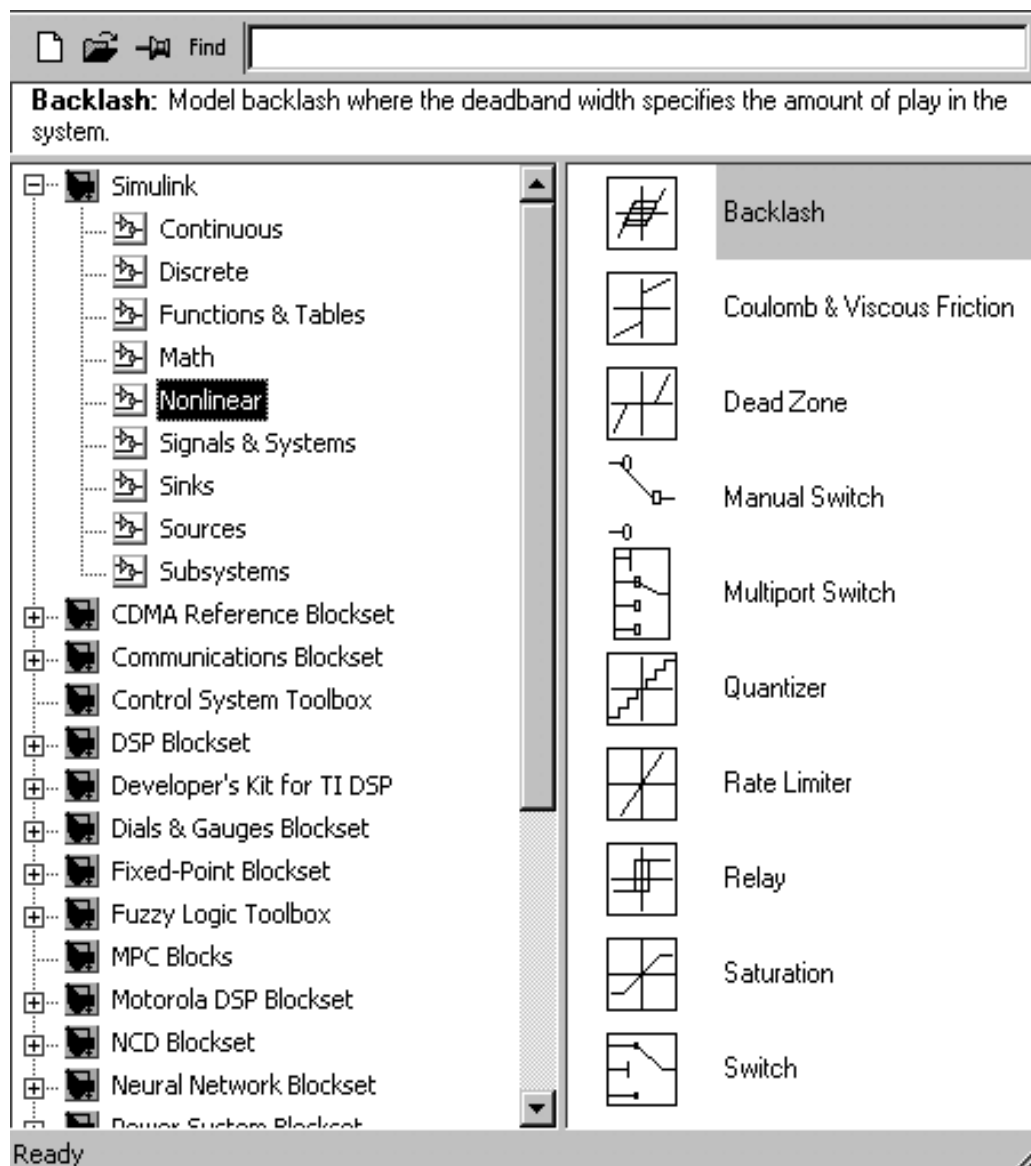 Find
Backlash: Model backlash where the deadband width specifies the amount of play in the
system.
Simulink
Continuous
Discrete
Functions & Tables
Math
Nonlinear
Signals & Systems
Sinks
Sources
Subsystems
CDMA Reference Blockset
Communications Blockset
Control System Toolbox
DSP Blockset
Developer's Kit for TI DSP
Dials & Gauges Blockset
Fixed-Point Blockset
Fuzzy Logic Toolbox
MPC Blocks
Motorola DSP Blockset
NCD Blockset
Neural Network Blockset
Power System Blockset
Backlash
Coulomb & Viscous Friction
Dead Zone
Manual Switch
Multiport Switch
Quantizer
Rate Limiter
Relay
Saturation
Switch
Ready